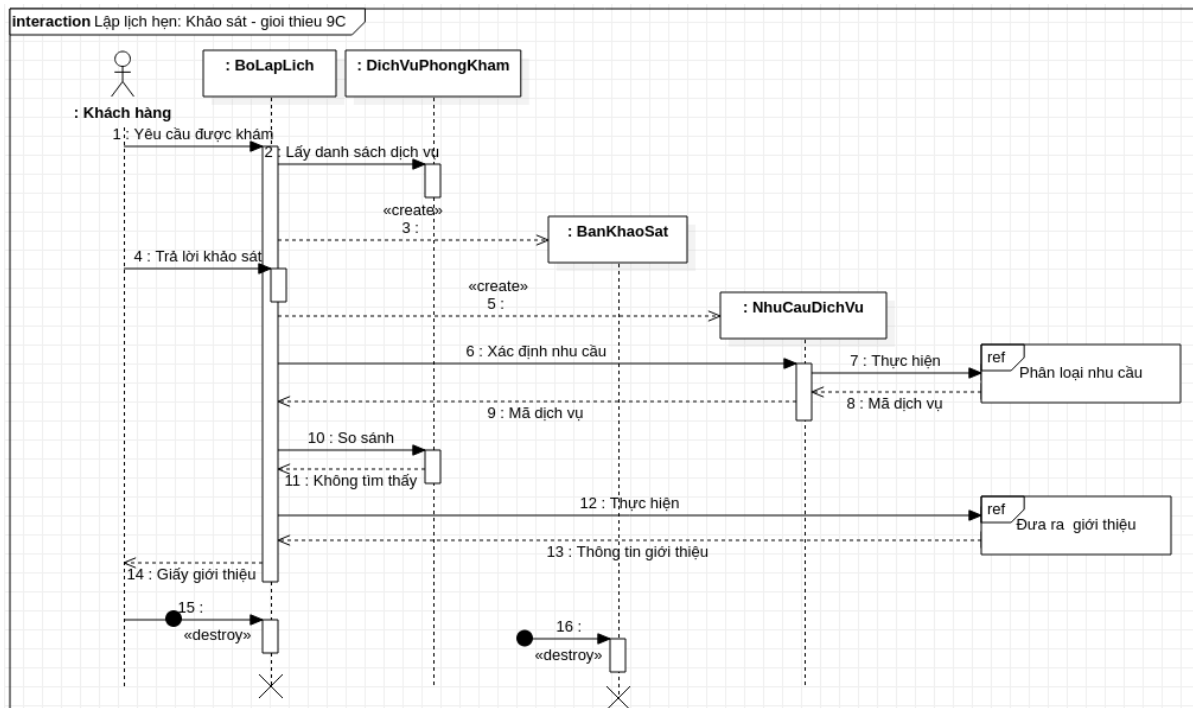 interaction Lập lịch hẹn: Khảo sát - gioi thieu 9C
: BoLapLich
: DichVuPhongKham
: Khách hàng
1 : Yêu cầu được khám
2 : Lấy danh sách dịch vụ
«create»
3 :
: BanKhaoSat
4 : Trả lời khảo sát
«create»
5 :
: NhuCauDichVu
6 : Xác định nhu cầu
7 : Thực hiện
ref
Phân loại nhu cầu
8 : Mã dịch vụ
9 : Mã dịch vụ
10 : So sánh
11 : Không tìm thấy
12 : Thực hiện
ref
Đưa ra giới thiệu
13 : Thông tin giới thiệu
14 : Giấy giới thiệu
15 :
«destroy»
16 :
«destroy»